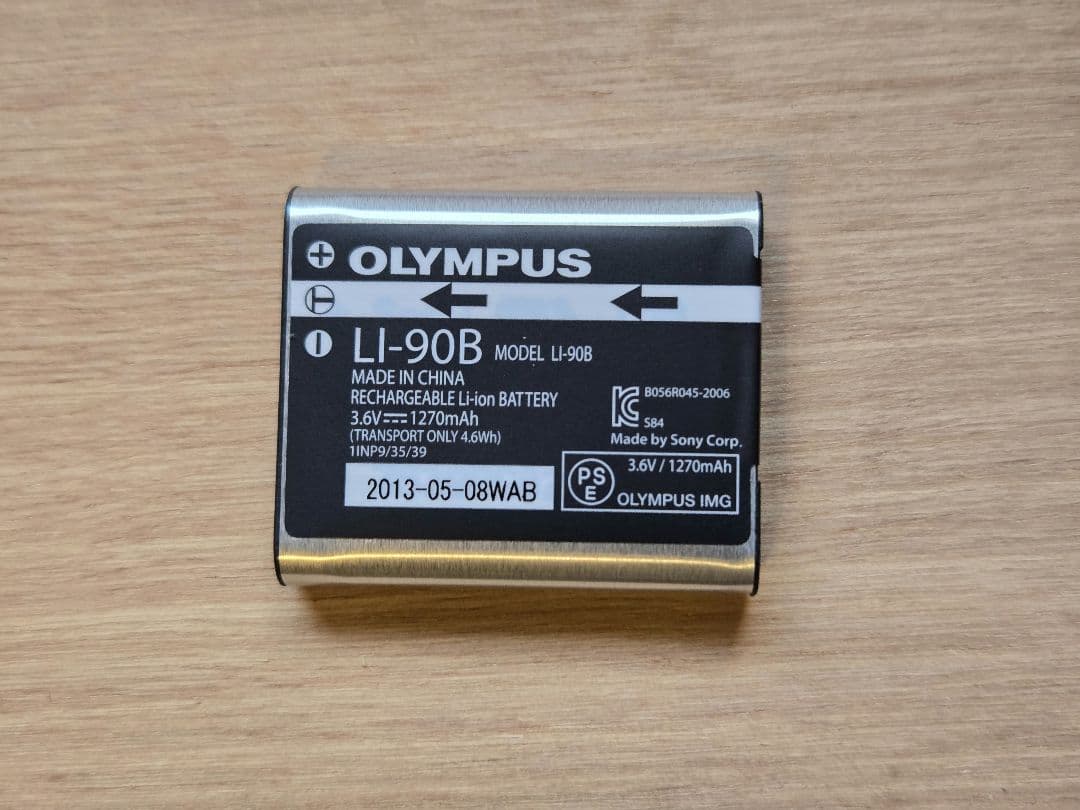 OLYMPUS
LI-90B MODEL LI-90B
MADE IN CHINA
RECHARGEABLE Li-ion BATTERY
3.6V⎓1270mAh
(TRANSPORT ONLY 4.6Wh)
1INP9/35/39
2013-05-08WAB
B056R045-2006
S84
Made by Sony Corp.
PS
E
3.6V / 1270mAh
OLYMPUS IMG